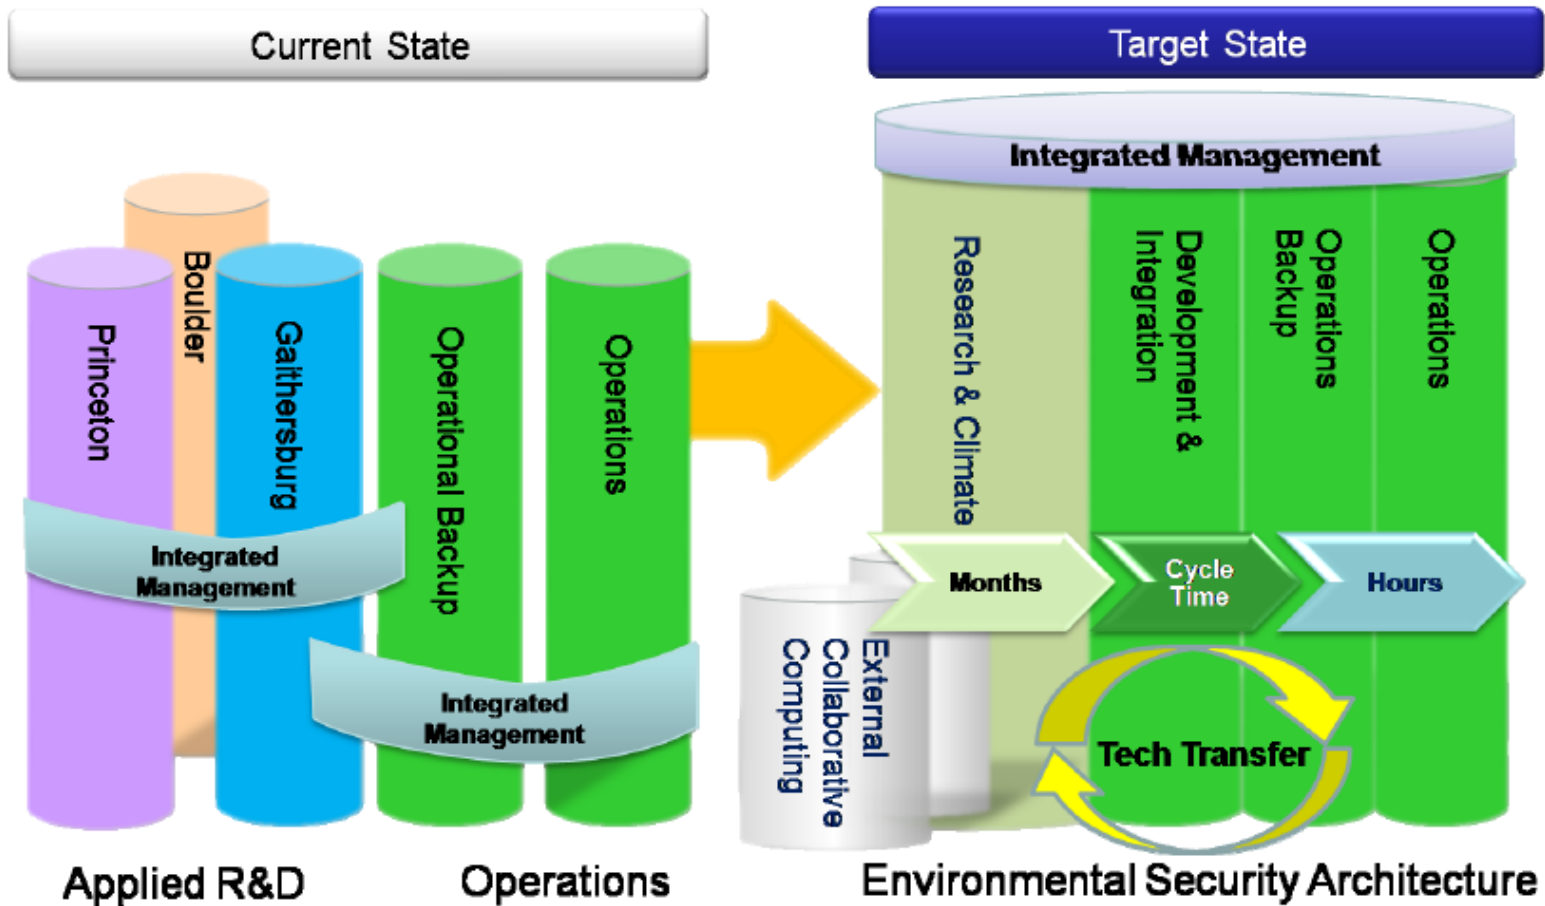 Current State
Target State
Princeton
Boulder
Gaithersburg
Operational Backup
Operations
Integrated
Management
Integrated
Management
Applied R&D
Operations
Integrated Management
Research & Climate
Development &
Integration
Operations
Backup
Operations
Months
Cycle
Time
Hours
External
Collaborative
Computing
Tech Transfer
Environmental Security Architecture